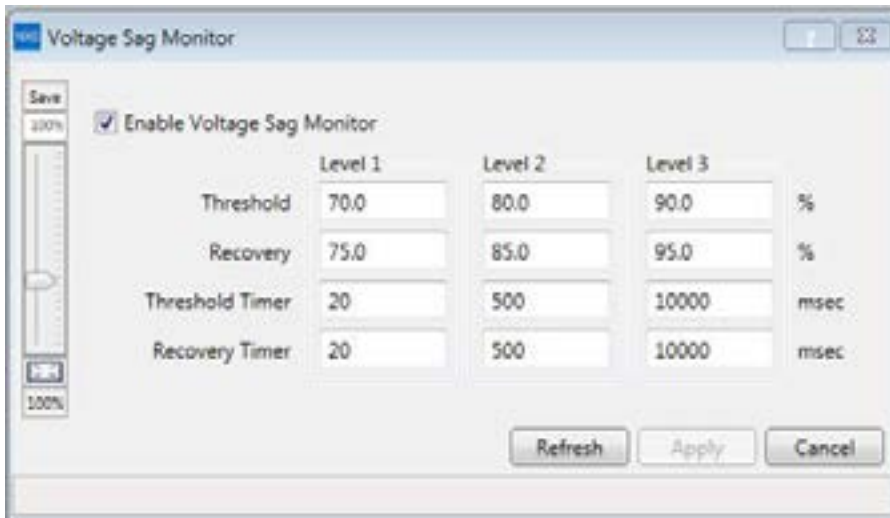 Voltage Sag Monitor
Save
100%
Enable Voltage Sag Monitor
Level 1 Level 2 Level 3
Threshold 70.0 80.0 90.0 %
Recovery 75.0 85.0 95.0 %
Threshold Timer 20 500 10000 msec
Recovery Timer 20 500 10000 msec
100%
Refresh Apply Cancel